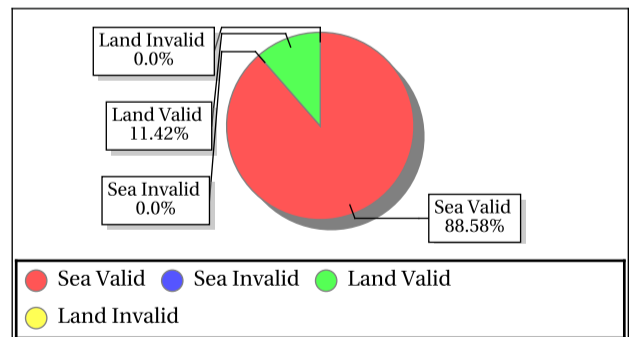 Land Invalid
0.0%
Land Valid
11.42%
Sea Invalid
0.0%
Sea Valid
88.58%
Sea Valid Sea Invalid Land Valid
Land Invalid